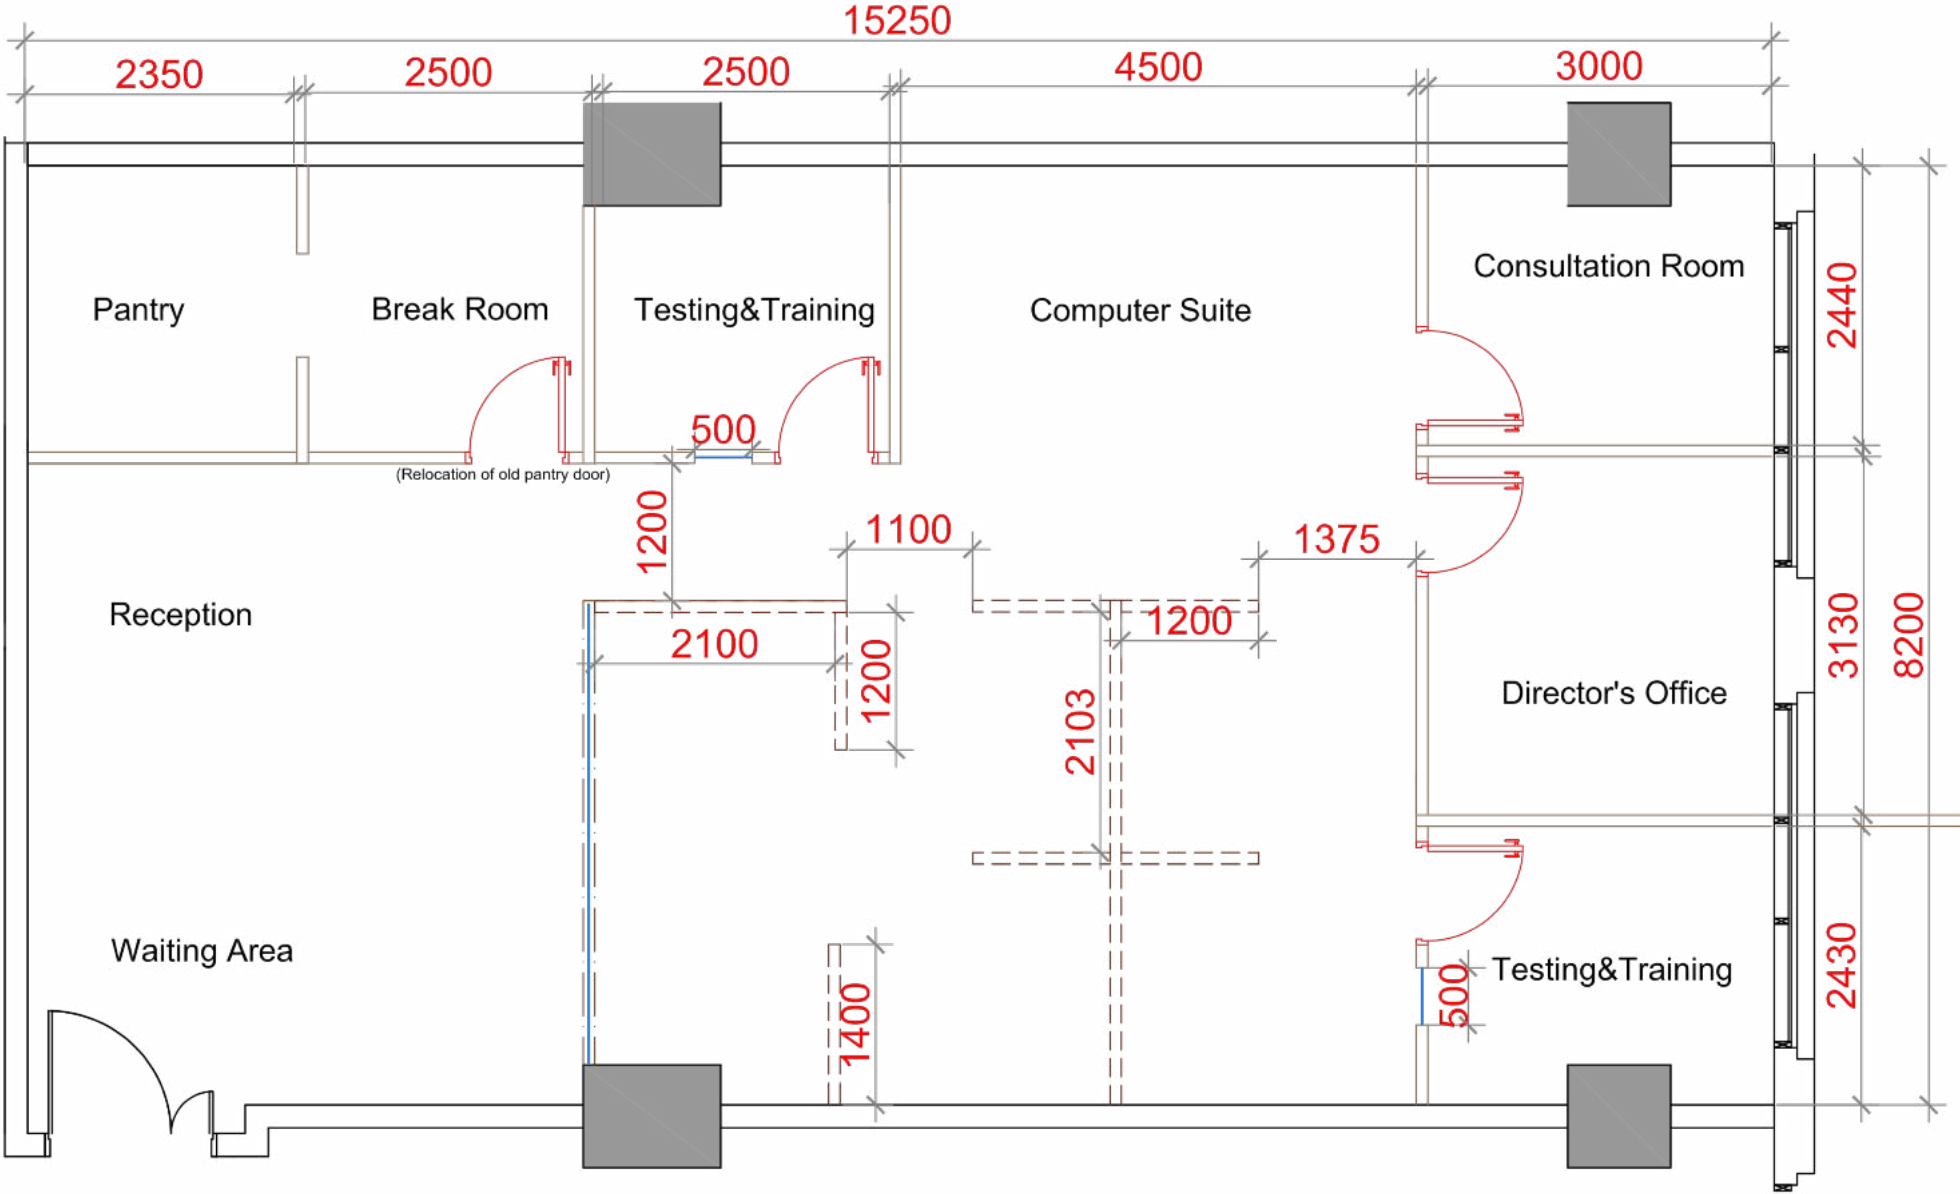 15250
2350
2500
2500
4500
3000
Consultation Room
2440
Pantry
Break Room
Testing&Training
Computer Suite
500
(Relocation of old pantry door)
1200
1100
1375
Reception
2100
1200
1200
2103
Director's Office
3130
8200
Waiting Area
1400
500
Testing&Training
2430